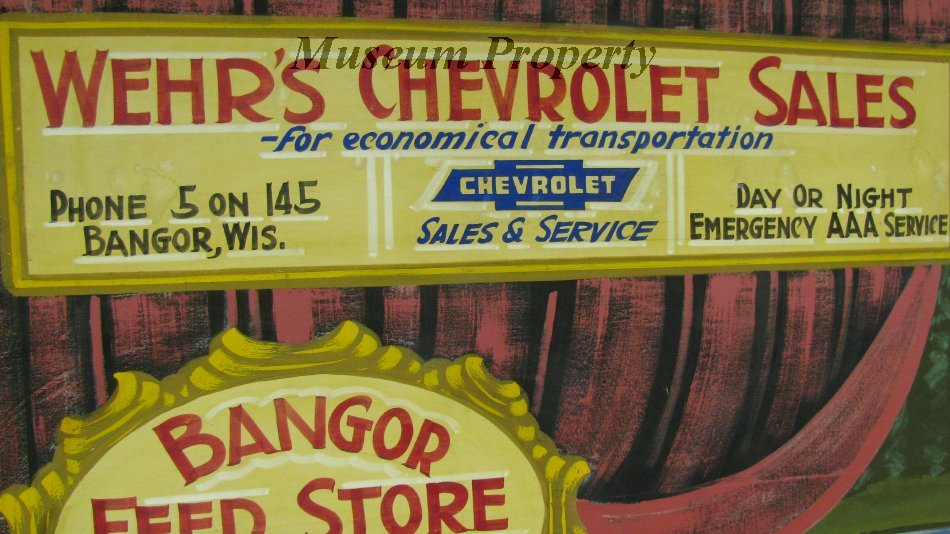 Museum Property
WEHR'S CHEVROLET SALES
-for economical transportation
PHONE 5 ON 145
BANGOR, WIS.
CHEVROLET
SALES & SERVICE
DAY OR NIGHT
EMERGENCY AAA SERVICE
BANGOR
FEED STORE